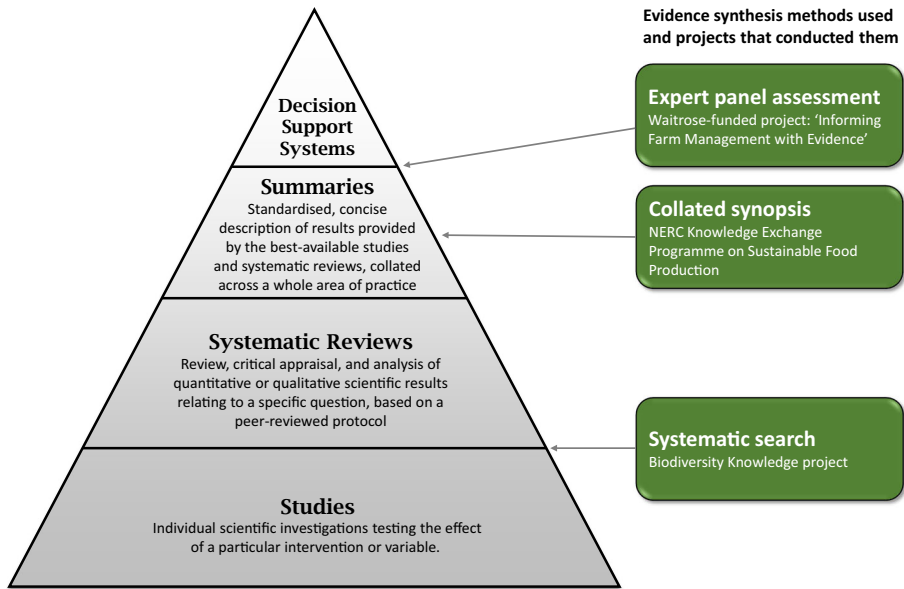 Evidence synthesis methods used
and projects that conducted them
Decision
Support
Systems
Expert panel assessment
Waitrose-funded project: ‘Informing
Farm Management with Evidence’
Summaries
Standardised, concise
description of results provided
by the best-available studies
and systematic reviews, collated
across a whole area of practice
Collated synopsis
NERC Knowledge Exchange
Programme on Sustainable Food
Production
Systematic Reviews
Review, critical appraisal, and analysis of
quantitative or qualitative scientific results
relating to a specific question, based on a
peer-reviewed protocol
Systematic search
Biodiversity Knowledge project
Studies
Individual scientific investigations testing the effect
of a particular intervention or variable.